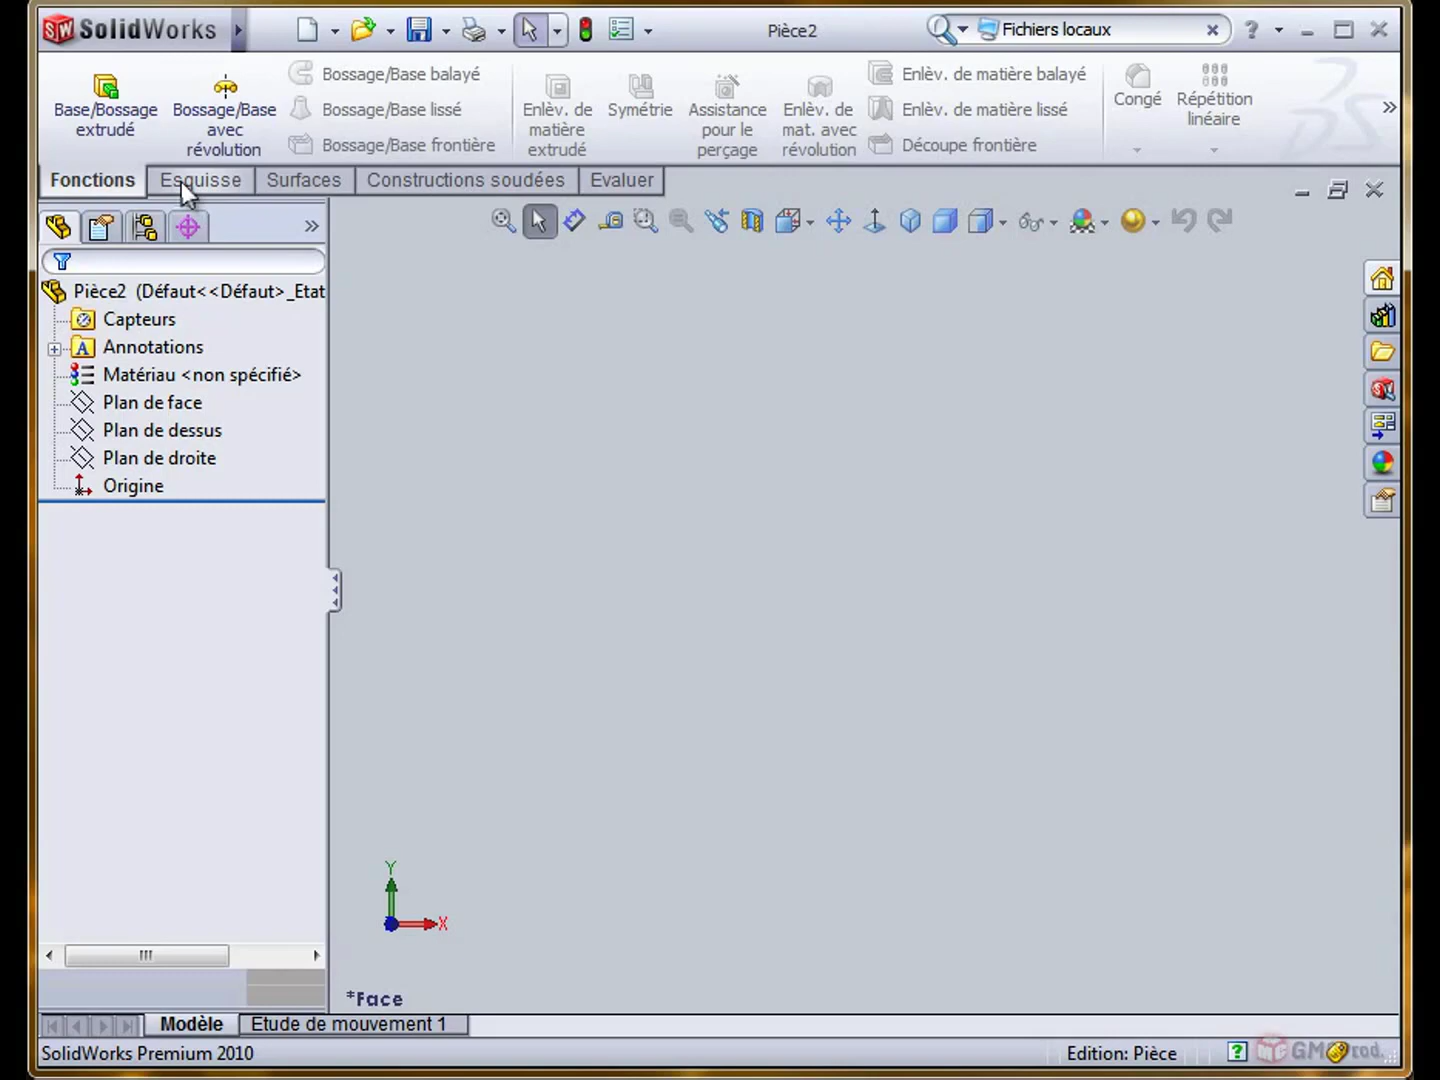 SolidWorks
Pièce2
Fichiers locaux
Base/Bossage extrudé
Bossage/Base avec révolution
Bossage/Base balayé
Bossage/Base lissé
Bossage/Base frontière
Enlèv. de matière extrudé
Symétrie
Assistance pour le perçage
Enlèv. de mat. avec révolution
Enlèv. de matière balayé
Enlèv. de matière lissé
Découpe frontière
Congé
Répétition linéaire
Fonctions
Esquisse
Surfaces
Constructions soudées
Evaluer
Pièce2 (Défaut<<Défaut>_Etat
Capteurs
Annotations
Matériau <non spécifié>
Plan de face
Plan de dessus
Plan de droite
Origine
Y
X
*Face
Modèle
Etude de mouvement 1
SolidWorks Premium 2010
Edition: Pièce